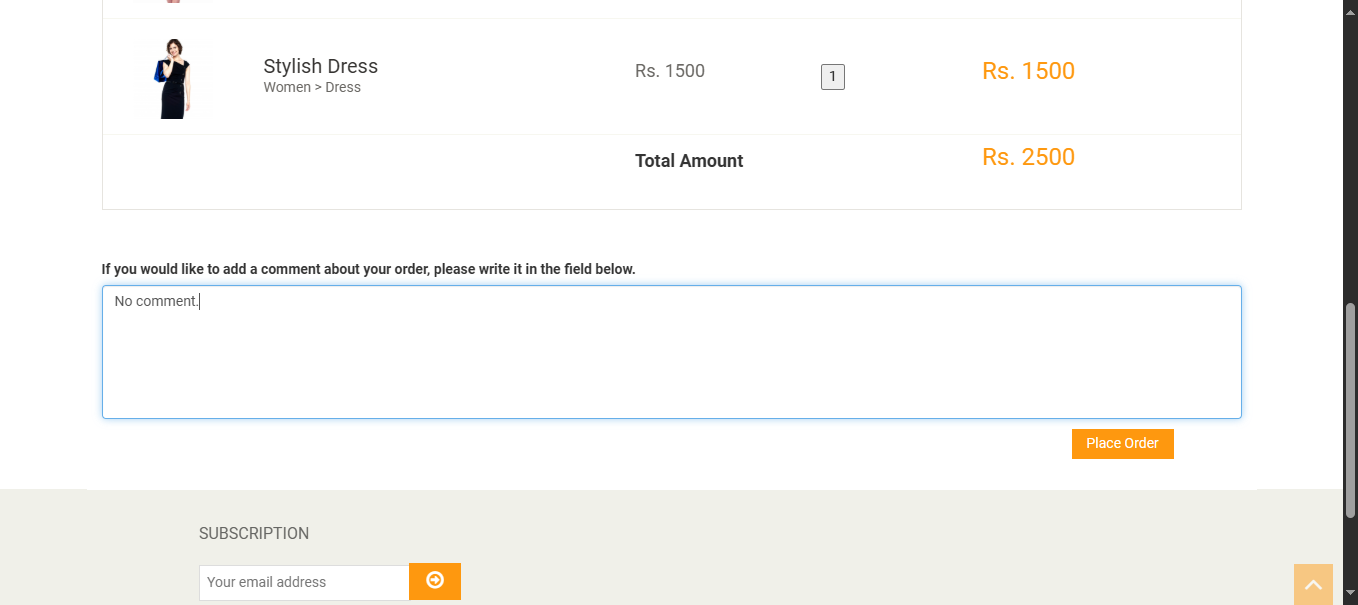 Stylish Dress
Women > Dress
Rs. 1500
1
Rs. 1500
Total Amount
Rs. 2500
If you would like to add a comment about your order, please write it in the field below.
No comment.
Place Order
SUBSCRIPTION
Your email address